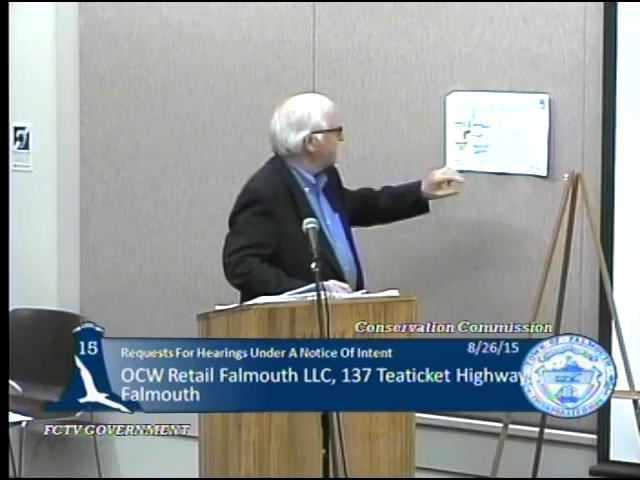 Conservation Commission
15
Requests For Hearings Under A Notice Of Intent
8/26/15
OCW Retail Falmouth LLC, 137 Teaticket Highway
Falmouth
FCTV GOVERNMENT